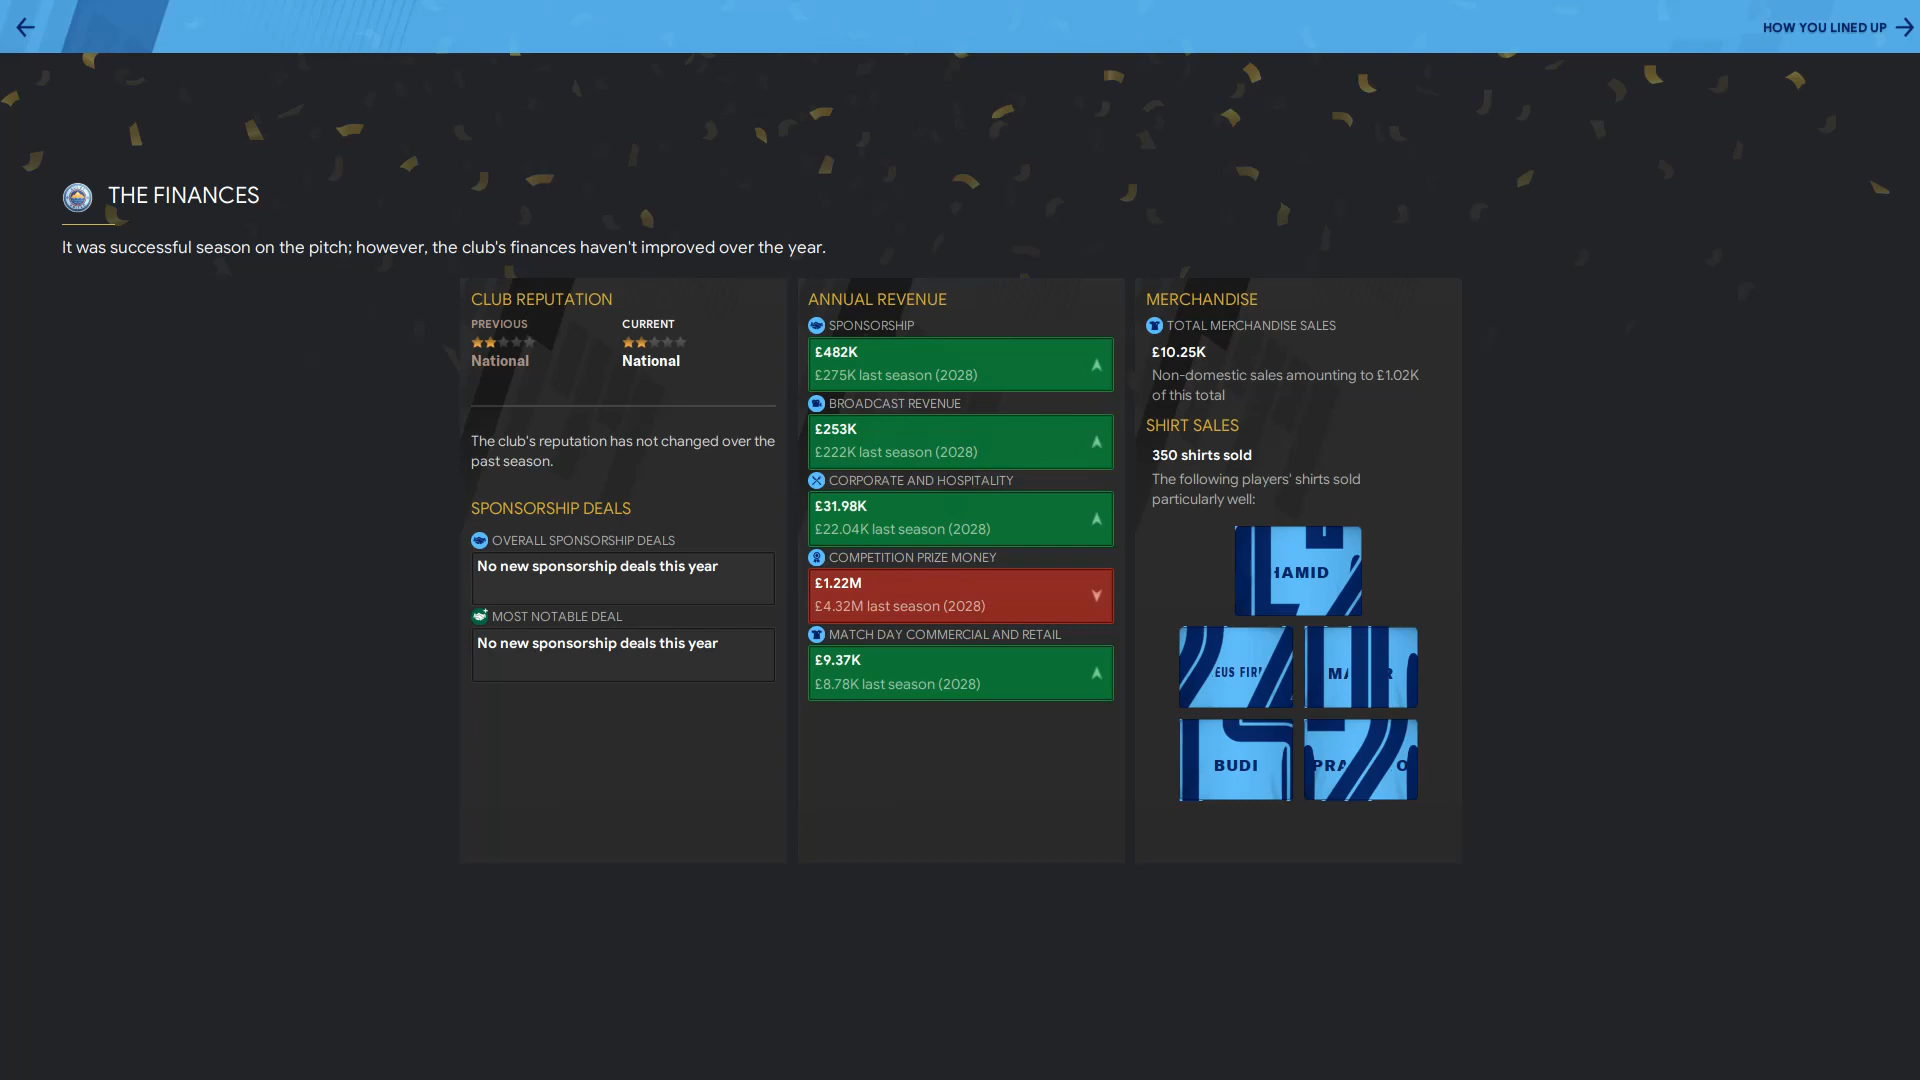 HOW YOU LINED UP
THE FINANCES
It was successful season on the pitch; however, the club's finances haven't improved over the year.
CLUB REPUTATION
PREVIOUS
CURRENT
National
National
The club's reputation has not changed over the
past season.
SPONSORSHIP DEALS
OVERALL SPONSORSHIP DEALS
No new sponsorship deals this year
MOST NOTABLE DEAL
No new sponsorship deals this year
ANNUAL REVENUE
SPONSORSHIP
£482K
£275K last season (2028)
BROADCAST REVENUE
£253K
£222K last season (2028)
CORPORATE AND HOSPITALITY
£31.98K
£22.04K last season (2028)
COMPETITION PRIZE MONEY
£1.22M
£4.32M last season (2028)
MATCH DAY COMMERCIAL AND RETAIL
£9.37K
£8.78K last season (2028)
MERCHANDISE
TOTAL MERCHANDISE SALES
£10.25K
Non-domestic sales amounting to £1.02K
of this total
SHIRT SALES
350 shirts sold
The following players' shirts sold
particularly well:
HAMID
BUDI